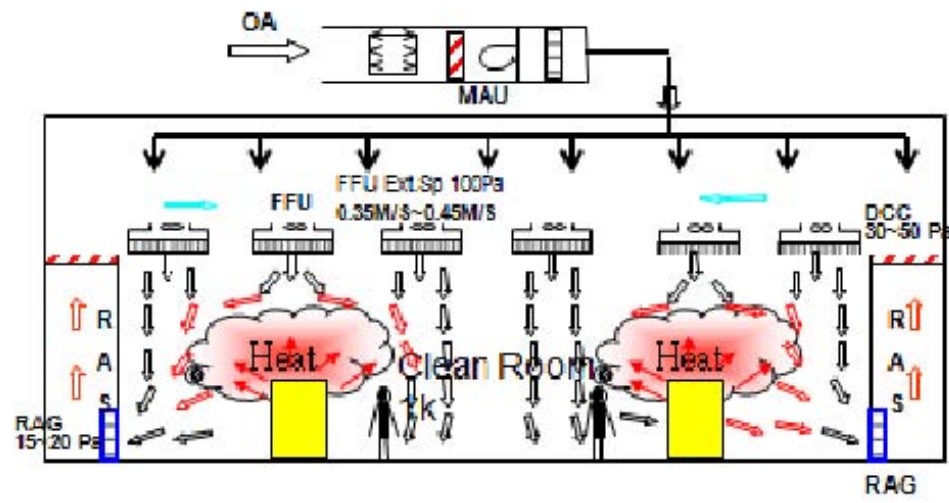 OA
MAU
FFU
FFU Ext.Sp 100Pa
0.35M/S~0.45M/S
DCC
30~50 Pa
R
A
S
Heat
Clean Room
1k
Heat
R
A
S
RAG
15~20 Pa
RAG